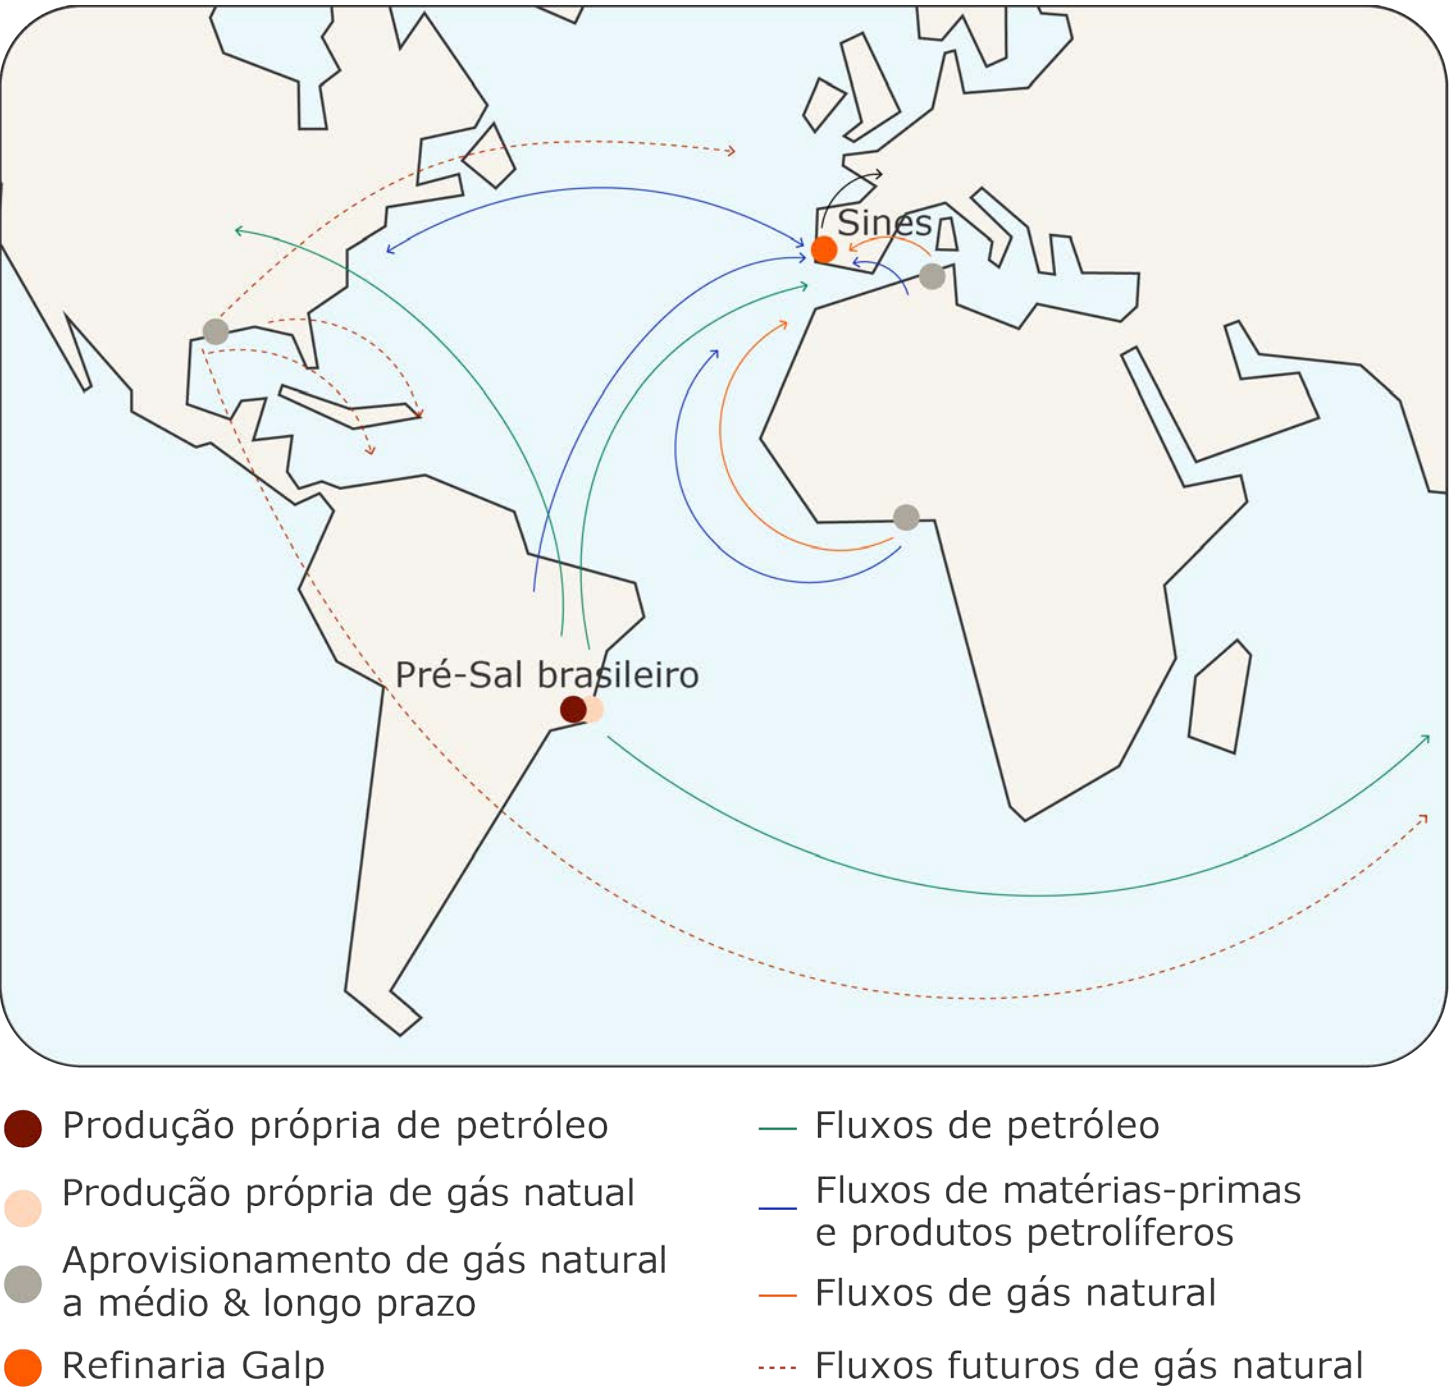 Sines
Pré-Sal brasileiro
Produção própria de petróleo
Produção própria de gás natual
Aprovisionamento de gás natural
a médio & longo prazo
Refinaria Galp
Fluxos de petróleo
Fluxos de matérias-primas
e produtos petrolíferos
Fluxos de gás natural
Fluxos futuros de gás natural